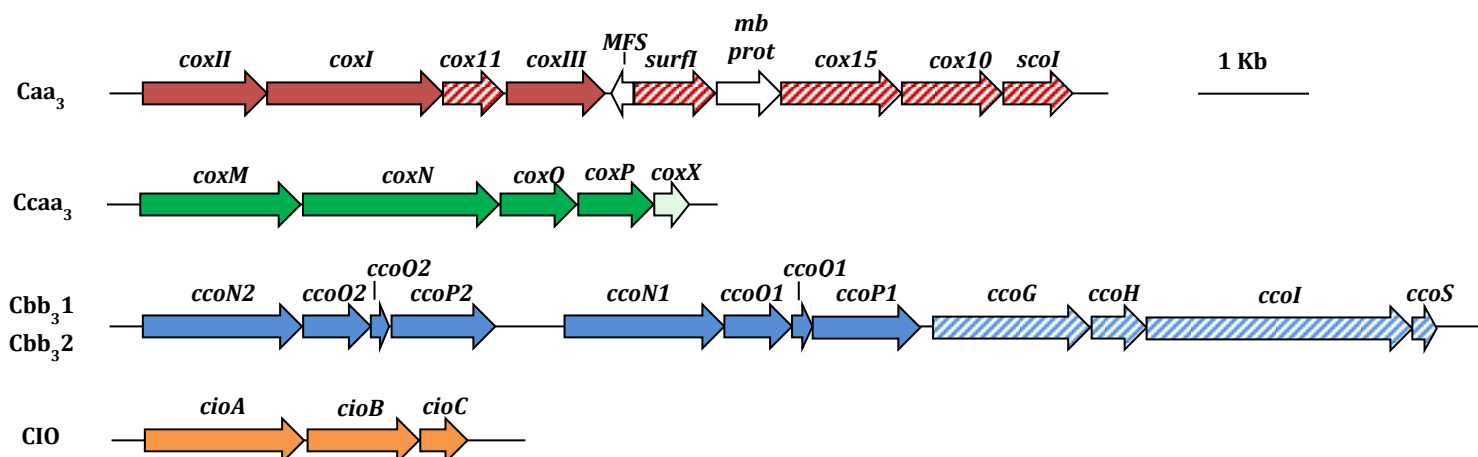 coxII coxI cox11 coxIII MFS surfI mb prot cox15 cox10 scoI 1 Kb
Caa3
coxM coxN coxO coxP coxX
Ccaa3
ccoN2 ccoO2 ccoO2 ccoP2 ccoN1 ccoO1 ccoO1 ccoP1 ccoG ccoH ccoI ccoS
Cbb31
Cbb32
cioA cioB cioC
CIO